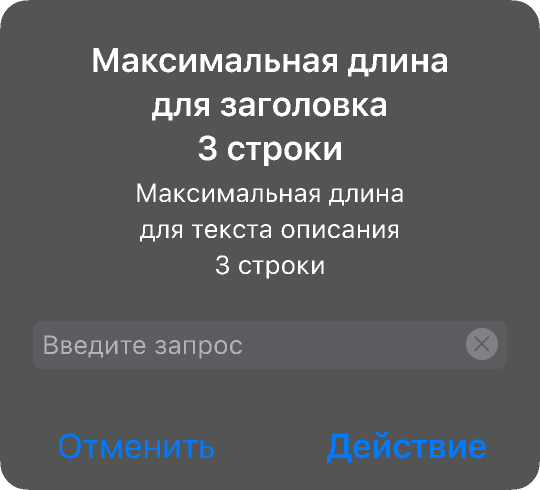 Максимальная длина
для заголовка
3 строки
Максимальная длина
для текста описания
3 строки
Введите запрос
Отменить
Действие